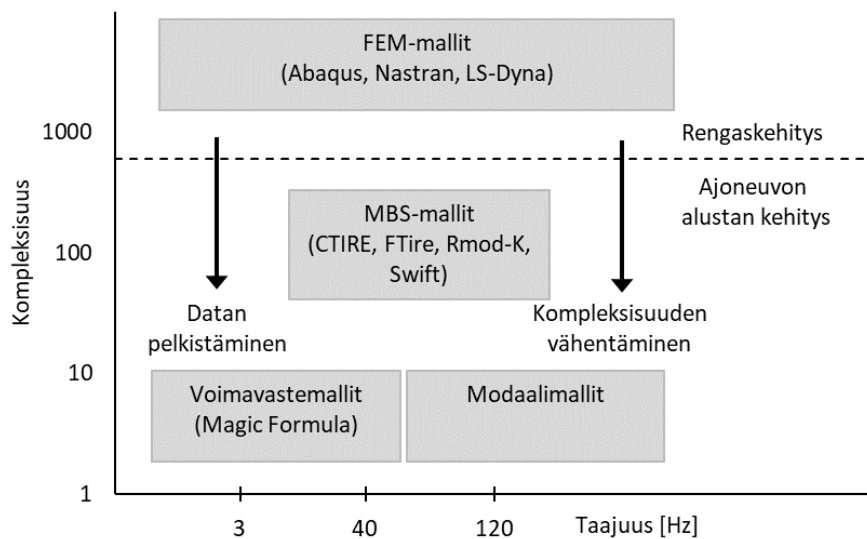 FEM-mallit
(Abaqus, Nastran, LS-Dyna)
1000
Rengaskehitys
Ajoneuvon
alustan kehitys
MBS-mallit
(CTIRE, FTire, Rmod-K,
Swift)
100
Kompleksisuus
Datan
pelkistäminen
Kompleksisuuden
vähentäminen
10
Voimavastemallit
(Magic Formula)
Modaalimallit
1
3
40
120
Taajuus [Hz]